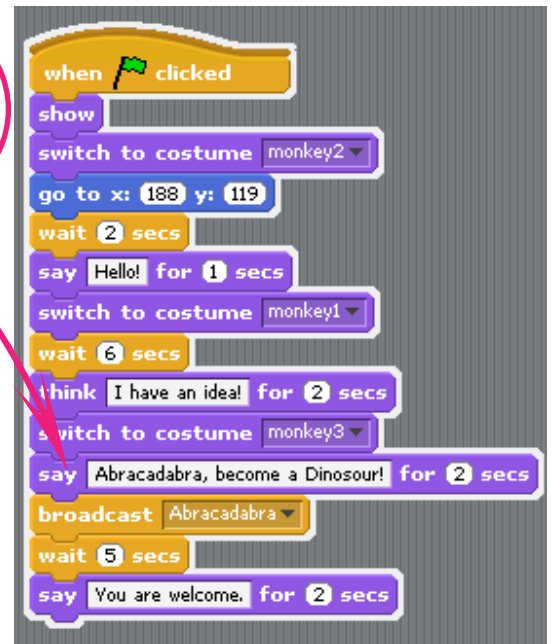 when clicked
show
switch to costume monkey2
go to x: 188 y: 119
wait 2 secs
say Hello! for 1 secs
switch to costume monkey1
wait 6 secs
think I have an idea! for 2 secs
switch to costume monkey3
say Abracadabra, become a Dinosour! for 2 secs
broadcast Abracadabra
wait 5 secs
say You are welcome. for 2 secs